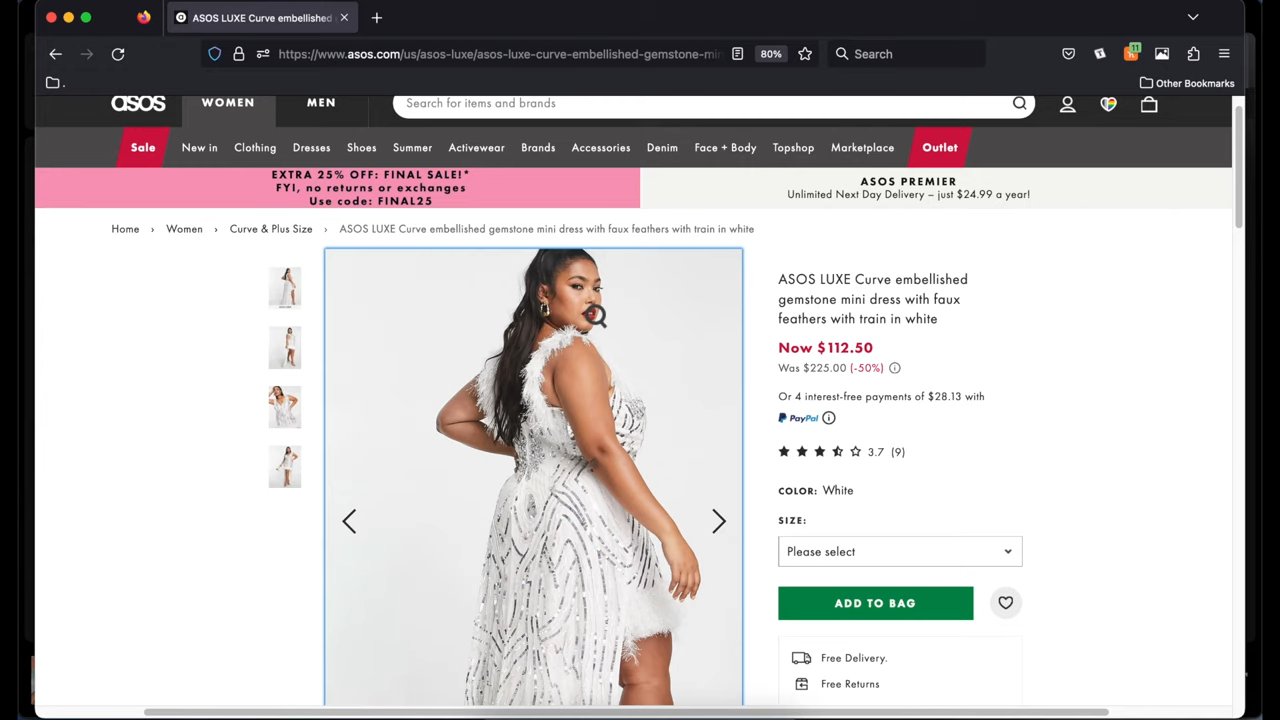 ASOS LUXE Curve embellished
https://www.asos.com/us/asos-luxe/asos-luxe-curve-embellished-gemstone-mi
80%
Search
11
.
Other Bookmarks
asos
WOMEN
MEN
Search for items and brands
Sale
New in
Clothing
Dresses
Shoes
Summer
Activewear
Brands
Accessories
Denim
Face + Body
Topshop
Marketplace
Outlet
EXTRA 25% OFF: FINAL SALE!*
FYI, no returns or exchanges
Use code: FINAL25
ASOS PREMIER
Unlimited Next Day Delivery – just $24.99 a year!
Home › Women › Curve & Plus Size › ASOS LUXE Curve embellished gemstone mini dress with faux feathers with train in white
ASOS LUXE Curve embellished
gemstone mini dress with faux
feathers with train in white
Now $112.50
Was $225.00 (-50%)
Or 4 interest-free payments of $28.13 with
PayPal
3.7 (9)
COLOR: White
SIZE:
Please select
ADD TO BAG
Free Delivery.
Free Returns